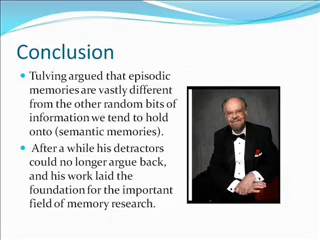 Conclusion
Tulving argued that episodic
memories are vastly different
from the other random bits of
information we tend to hold
onto (semantic memories).
After a while his detractors
could no longer argue back,
and his work laid the
foundation for the important
field of memory research.